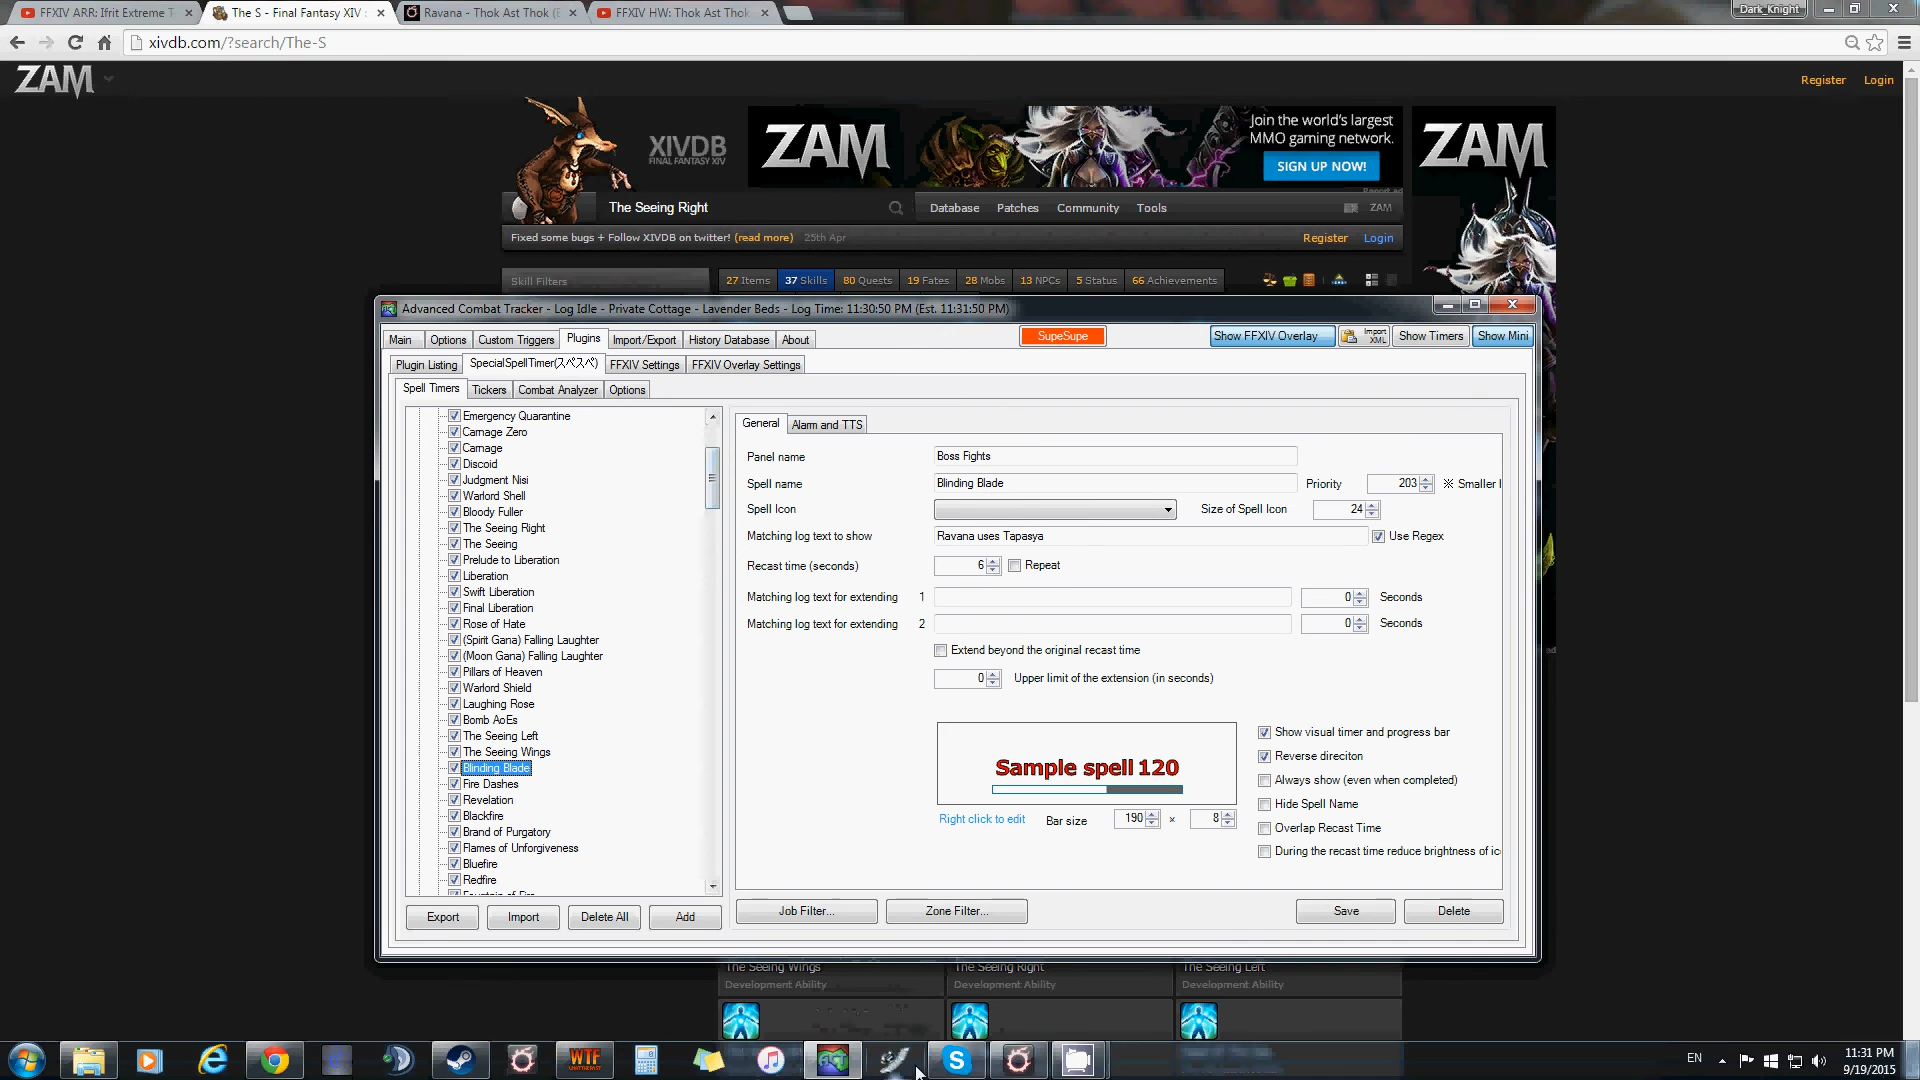 FFXIV ARR: Ifrit Extreme T
The S - Final Fantasy XIV :
Ravana - Thok Ast Thok (E
FFXIV HW: Thok Ast Thok
Dark_Knight
xivdb.com/?search/The-S
ZAM
Register
Login
XIVDB
FINAL FANTASY XIV
ZAM
Join the world's largest
MMO gaming network.
SIGN UP NOW!
ZAM
Report ad
The Seeing Right
Database
Patches
Community
Tools
ZAM
Fixed some bugs + Follow XIVDB on twitter! (read more) 25th Apr
Register
Login
Skill Filters
27 Items
37 Skills
80 Quests
19 Fates
28 Mobs
13 NPCs
5 Status
66 Achievements
Advanced Combat Tracker - Log Idle - Private Cottage - Lavender Beds - Log Time: 11:30:50 PM (Est. 11:31:50 PM)
Main
Options
Custom Triggers
Plugins
Import/Export
History Database
About
SupeSupe
Show FFXIV Overlay
Import
XML
Show Timers
Show Mini
Plugin Listing
SpecialSpellTimer(スペスペ)
FFXIV Settings
FFXIV Overlay Settings
Spell Timers
Tickers
Combat Analyzer
Options
Emergency Quarantine
Carnage Zero
Carnage
Discoid
Judgment Nisi
Warlord Shell
Bloody Fuller
The Seeing Right
The Seeing
Prelude to Liberation
Liberation
Swift Liberation
Final Liberation
Rose of Hate
(Spirit Gana) Falling Laughter
(Moon Gana) Falling Laughter
Pillars of Heaven
Warlord Shield
Laughing Rose
Bomb AoEs
The Seeing Left
The Seeing Wings
Blinding Blade
Fire Dashes
Revelation
Blackfire
Brand of Purgatory
Flames of Unforgiveness
Bluefire
Redfire
Fountain of Fire
Export
Import
Delete All
Add
General
Alarm and TTS
Panel name
Boss Fights
Spell name
Blinding Blade
Priority
203
※ Smaller
Spell Icon
Size of Spell Icon
24
Matching log text to show
Ravana uses Tapasya
Use Regex
Recast time (seconds)
6
Repeat
Matching log text for extending 1
0
Seconds
Matching log text for extending 2
0
Seconds
Extend beyond the original recast time
0
Upper limit of the extension (in seconds)
Sample spell 120
Right click to edit
Bar size
190
×
8
Show visual timer and progress bar
Reverse direciton
Always show (even when completed)
Hide Spell Name
Overlap Recast Time
During the recast time reduce brightness of ic
Job Filter...
Zone Filter...
Save
Delete
The Seeing Wings
Development Ability
The Seeing Right
Development Ability
The Seeing Left
Development Ability
WTF
ACT
EN
11:31 PM
9/19/2015